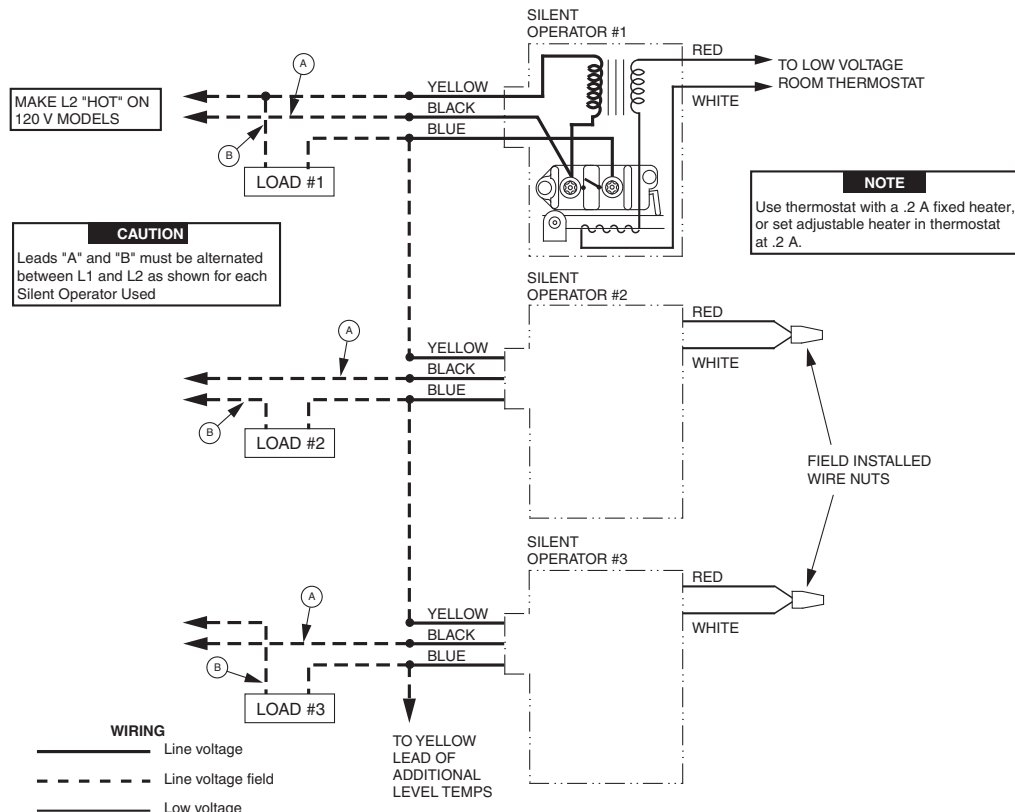 SILENT
OPERATOR #1
RED
TO LOW VOLTAGE
ROOM THERMOSTAT
WHITE
A
YELLOW
BLACK
BLUE
MAKE L2 "HOT" ON
120 V MODELS
B
LOAD #1
NOTE
Use thermostat with a .2 A fixed heater,
or set adjustable heater in thermostat
at .2 A.
CAUTION
Leads "A" and "B" must be alternated
between L1 and L2 as shown for each
Silent Operator Used
SILENT
OPERATOR #2
RED
WHITE
A
YELLOW
BLACK
BLUE
B
LOAD #2
FIELD INSTALLED
WIRE NUTS
SILENT
OPERATOR #3
RED
WHITE
A
YELLOW
BLACK
BLUE
B
LOAD #3
TO YELLOW
LEAD OF
ADDITIONAL
LEVEL TEMPS
WIRING
Line voltage
Line voltage field
Low voltage